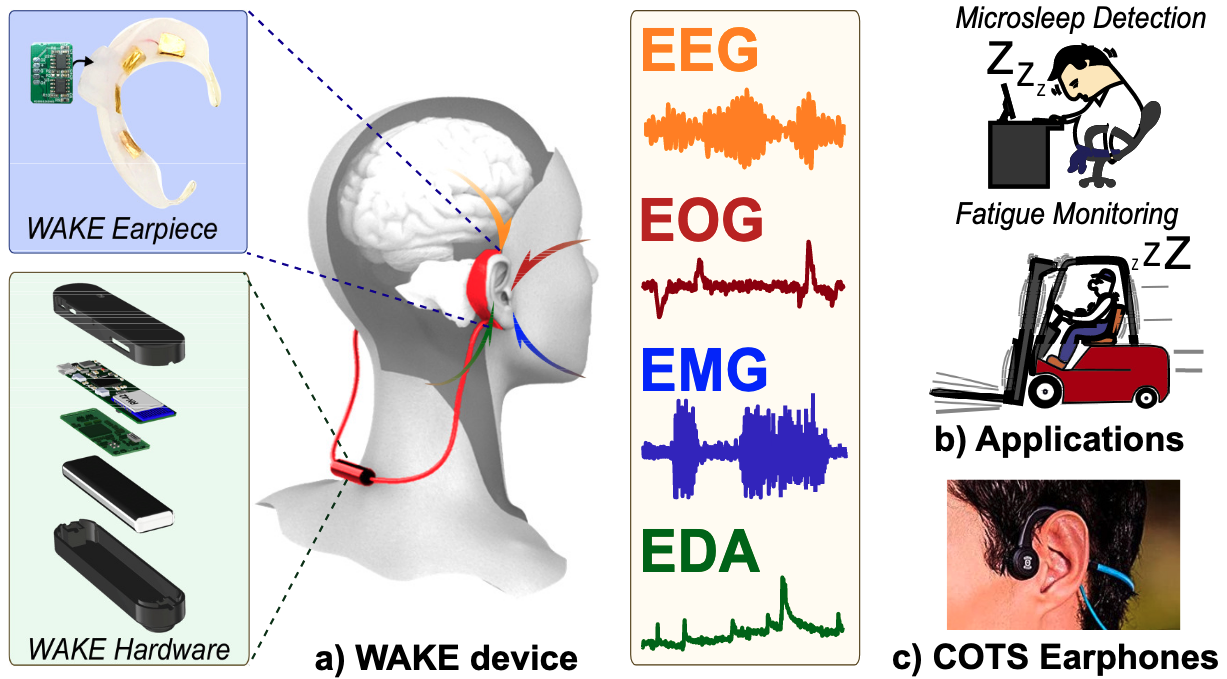 WAKE Earpiece
WAKE Hardware
a) WAKE device
EEG
EOG
EMG
EDA
Microsleep Detection
Z
Z
z
Fatigue Monitoring
z
Z
Z
b) Applications
c) COTS Earphones